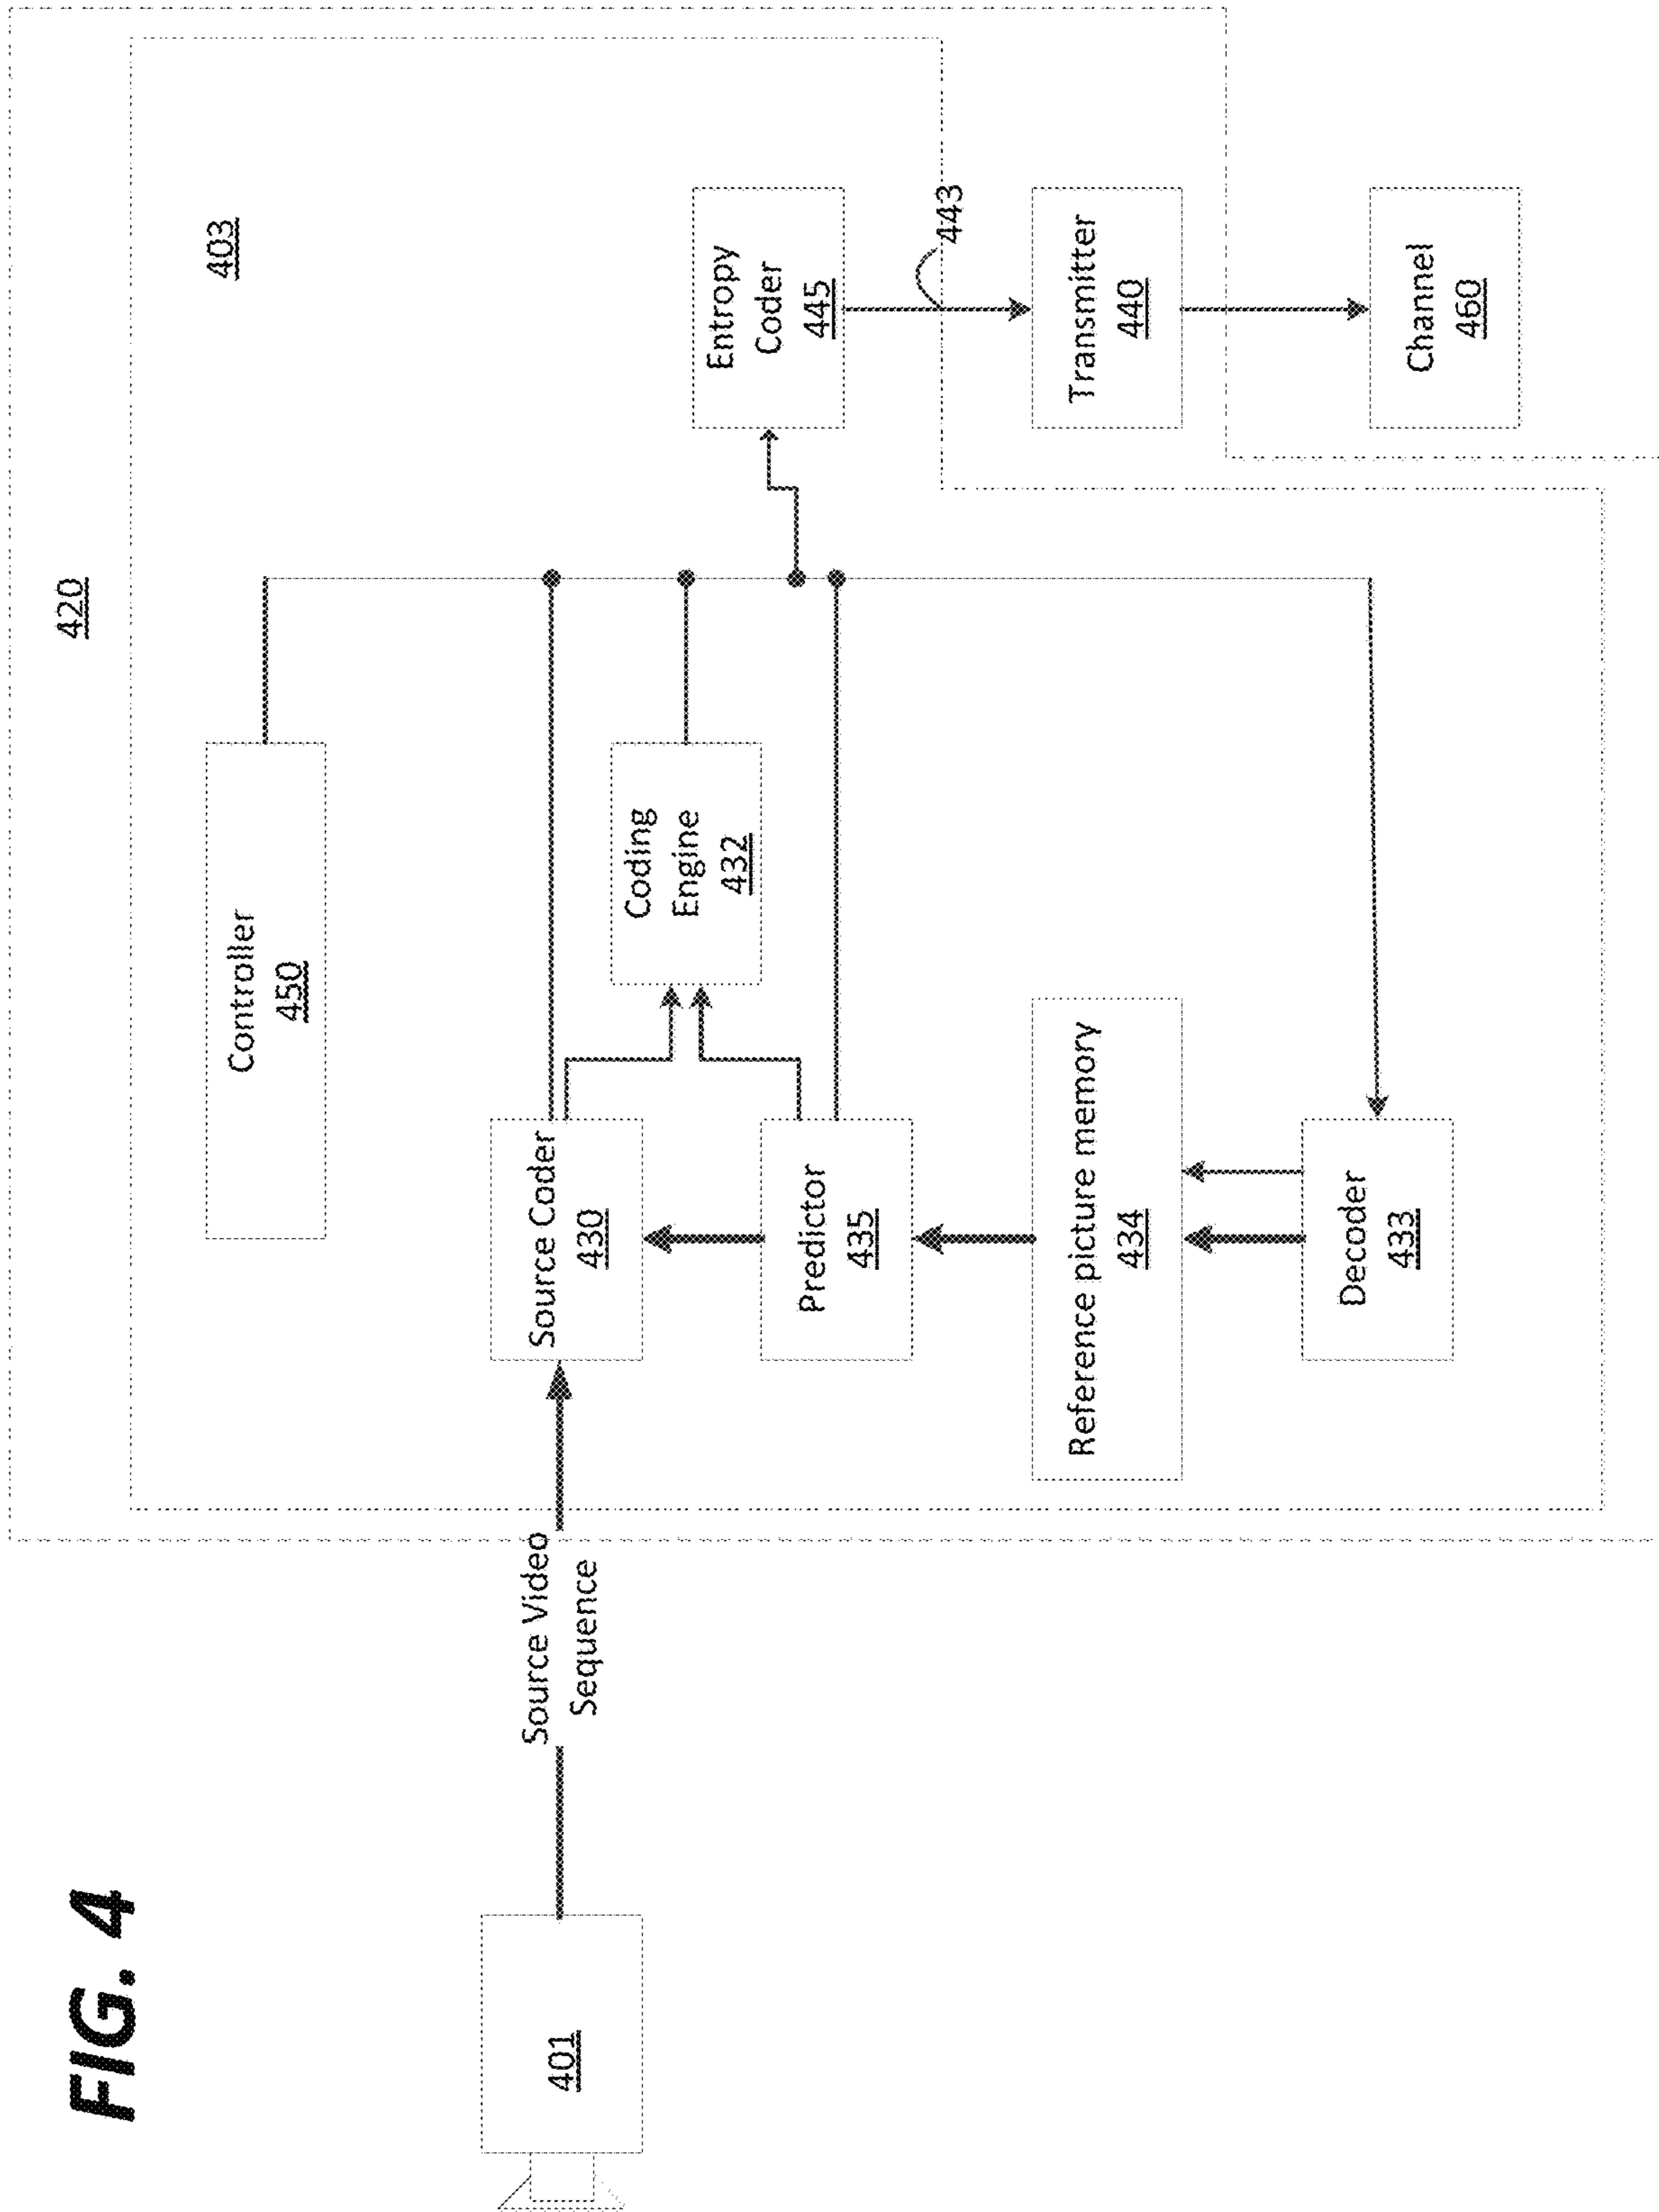 FIG. 4
420
403
Controller
450
Source Video
Sequence
401
Source Coder
430
Coding
Engine
432
Entropy
Coder
445
443
Predictor
435
Reference picture memory
434
Transmitter
440
Decoder
433
Channel
460